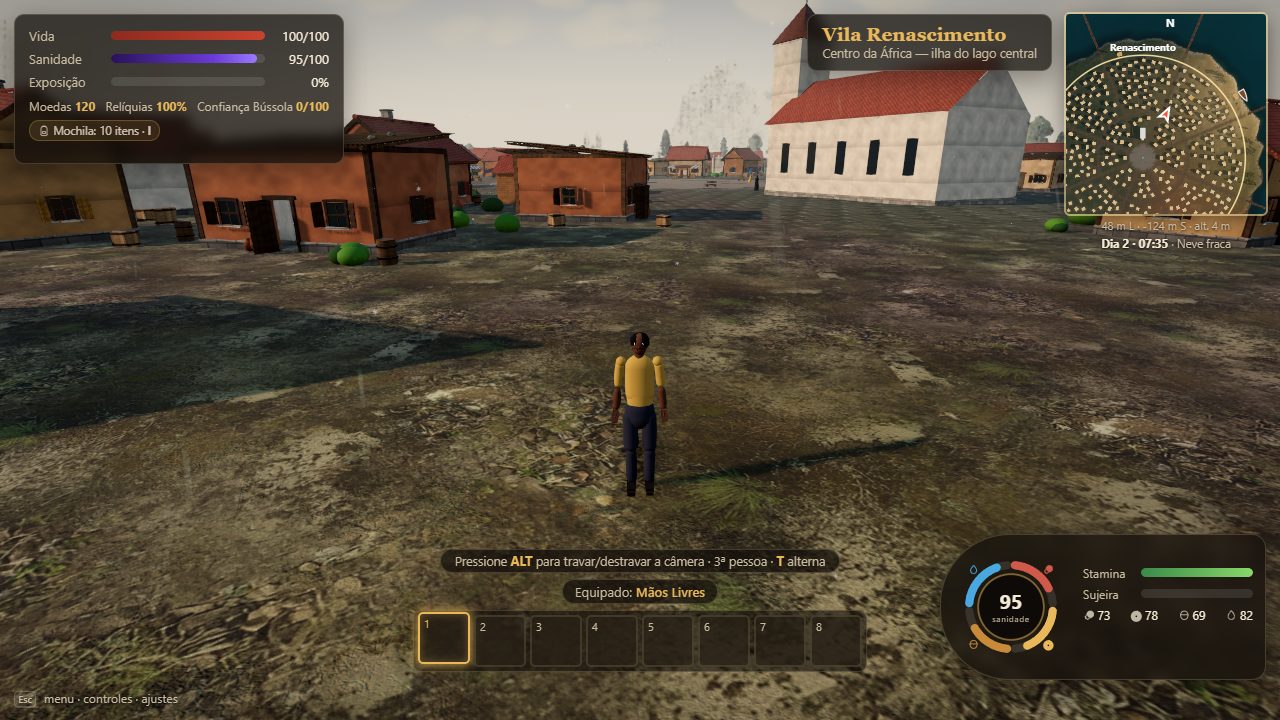 Vida 100/100
Sanidade 95/100
Exposição 0%
Moedas 120 Relíquias 100% Confiança Bússola 0/100
Mochila: 10 itens · I
Vila Renascimento
Centro da África — ilha do lago central
N
Renascimento
48 m L · -124 m S · alt. 4 m
Dia 2 · 07:35 · Neve fraca
Pressione ALT para travar/destravar a câmera · 3ª pessoa · T alterna
Equipado: Mãos Livres
1 2 3 4 5 6 7 8
95
sanidade
Stamina
Sujeira
73 78 69 82
Esc menu · controles · ajustes